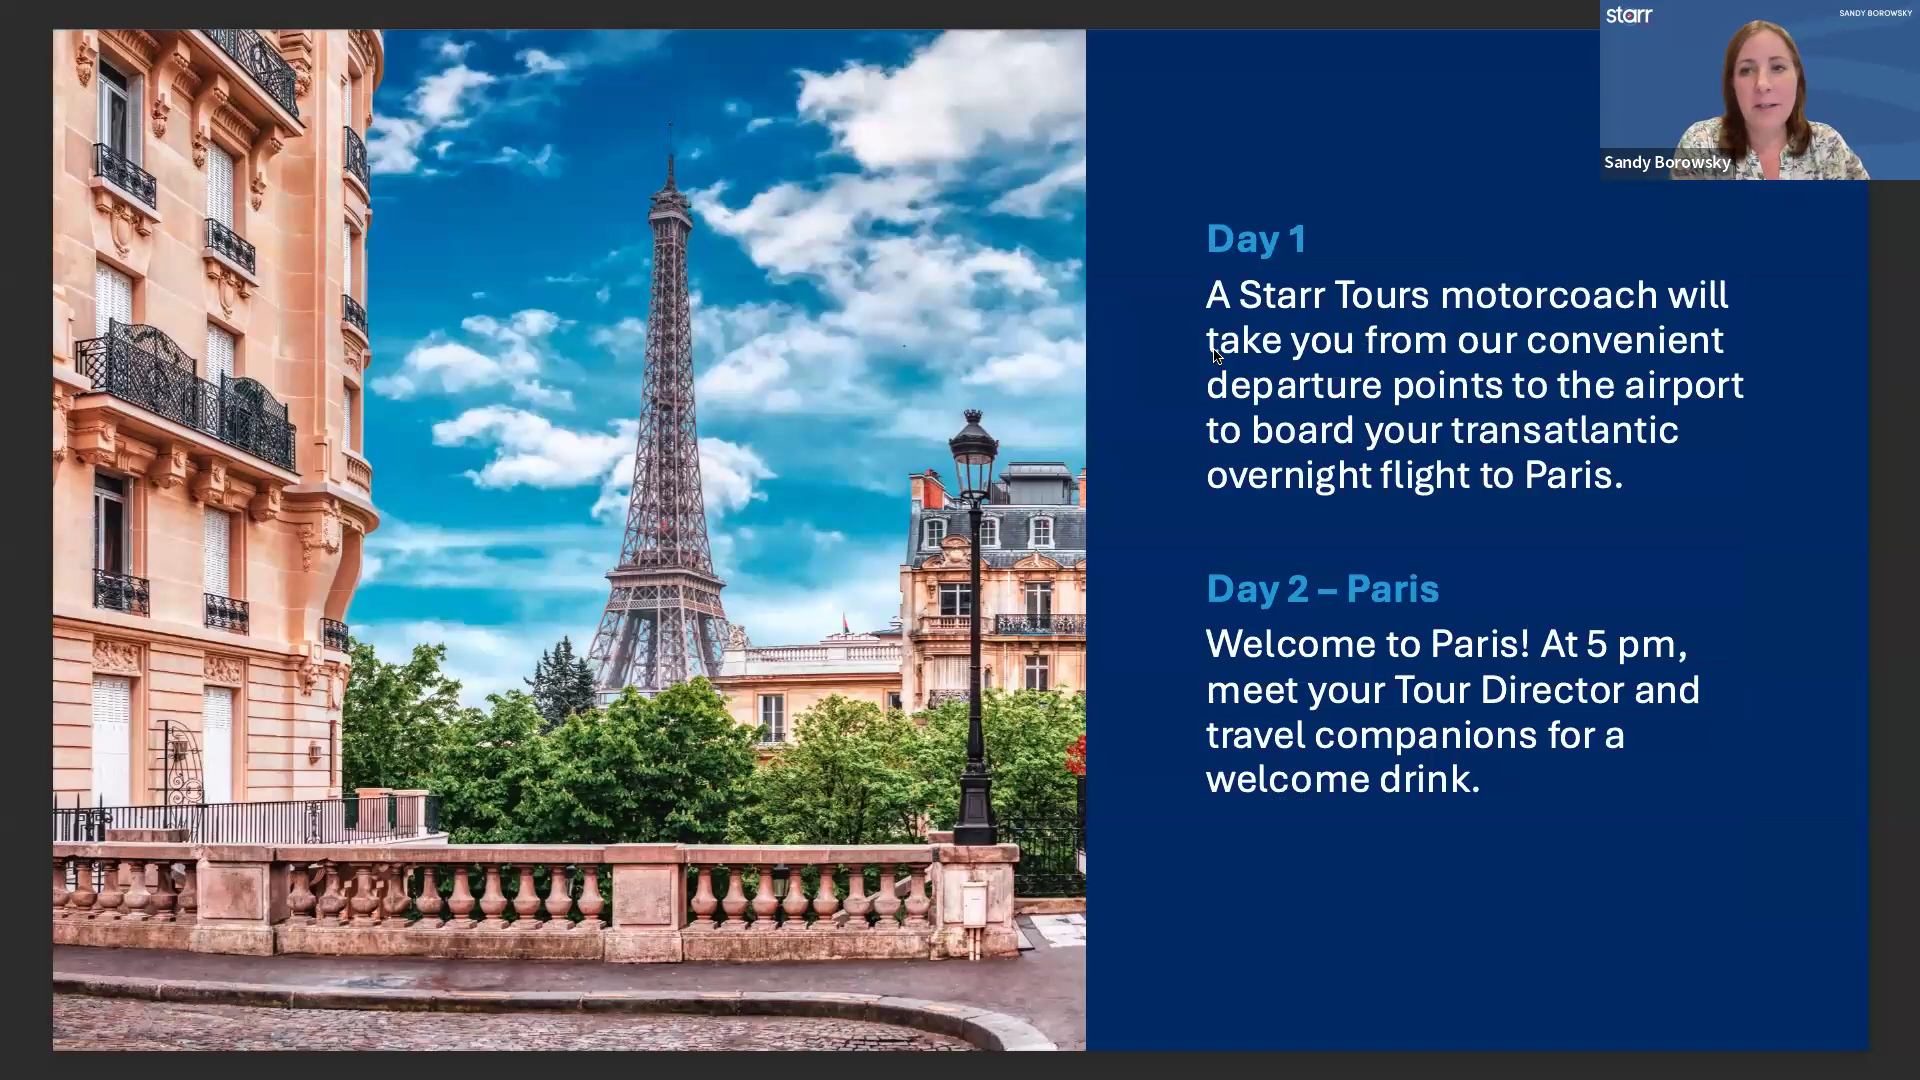 starr
SANDY BOROWSKY
Sandy Borowsky
Day 1
A Starr Tours motorcoach will
take you from our convenient
departure points to the airport
to board your transatlantic
overnight flight to Paris.
Day 2 – Paris
Welcome to Paris! At 5 pm,
meet your Tour Director and
travel companions for a
welcome drink.